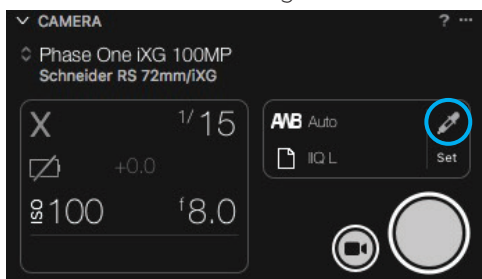 CAMERA ? ...
Phase One iXG 100MP
Schneider RS 72mm/iXG
X 1/ 15
AWB Auto
+0.0
IIQ L
Set
ISO 100 f 8.0